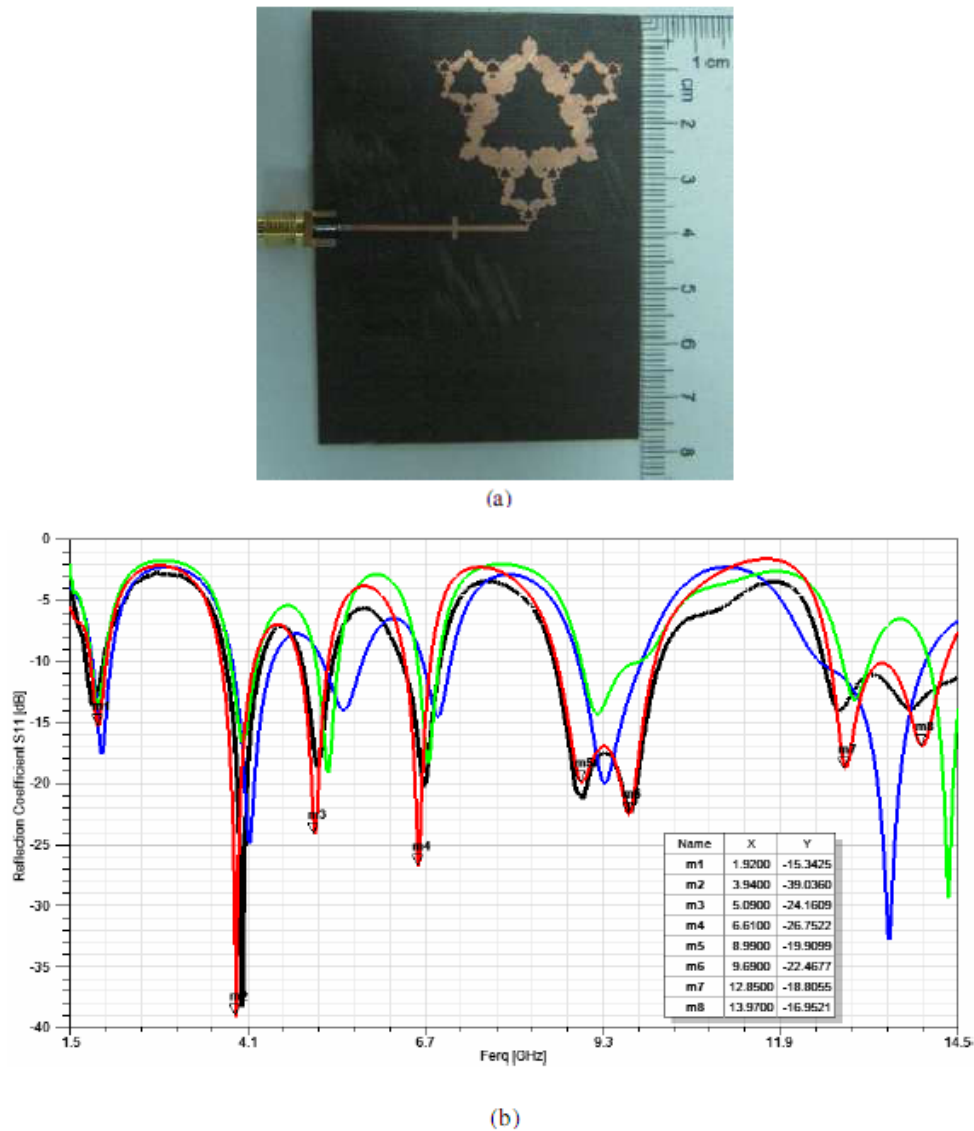 1 cm
cm
2
3
4
5
6
7
8
(a)
0
-5
-10
-15
-20
-25
-30
-35
-40
Reflection Coefficient S11 [dB]
m3
m4
m5
m7
Name X Y
m1 1.9200 -15.3425
m2 3.9400 -39.0360
m3 5.0900 -24.1609
m4 6.6100 -26.7522
m5 8.9900 -19.9099
m6 9.6900 -22.4677
m7 12.8500 -18.8055
m8 13.9700 -16.9521
1.5 4.1 6.7 9.3 11.9 14.5
Ferq [GHz]
(b)